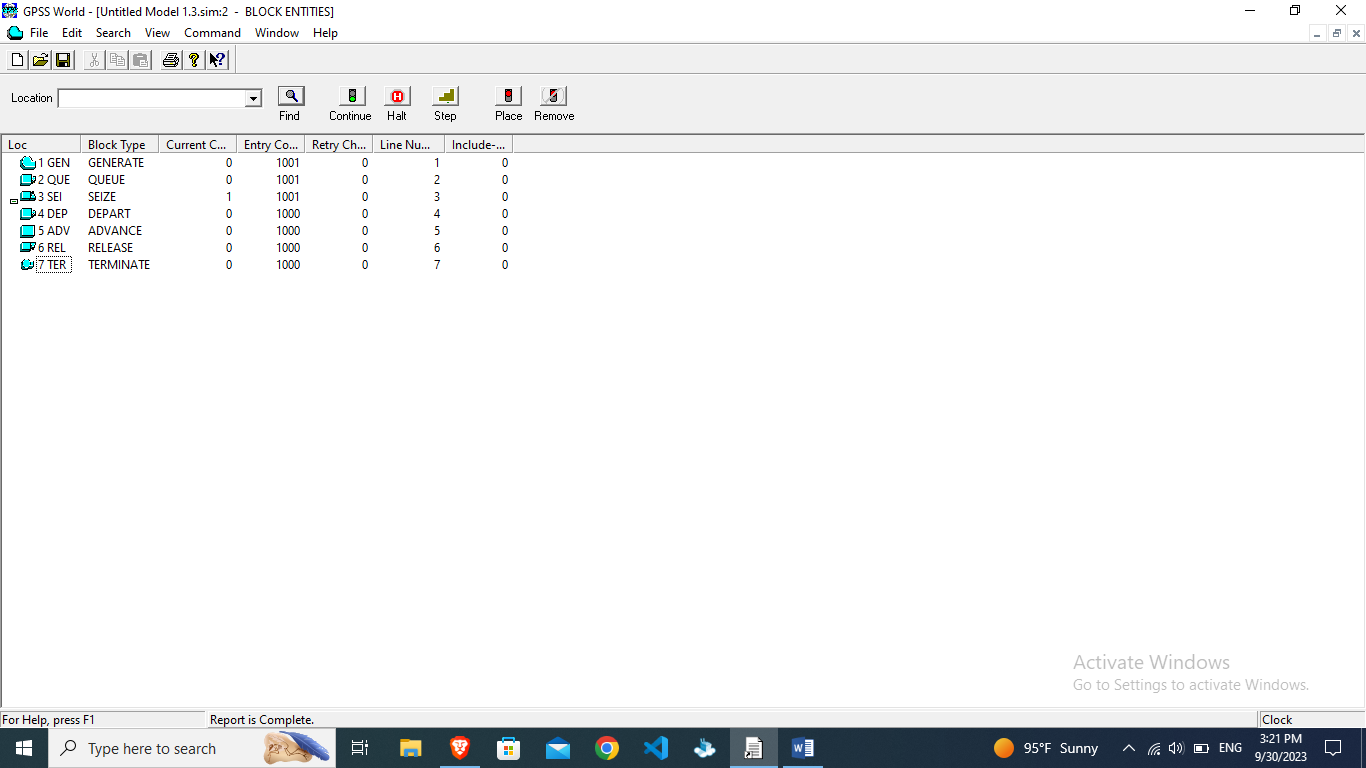 GPSS World - [Untitled Model 1.3.sim:2 - BLOCK ENTITIES]
File Edit Search View Command Window Help
Location Find Continue Halt Step Place Remove
Loc Block Type Current C... Entry Co... Retry Ch... Line Nu... Include-...
1 GEN GENERATE 0 1001 0 1 0
2 QUE QUEUE 0 1001 0 2 0
3 SEI SEIZE 1 1001 0 3 0
4 DEP DEPART 0 1000 0 4 0
5 ADV ADVANCE 0 1000 0 5 0
6 REL RELEASE 0 1000 0 6 0
7 TER TERMINATE 0 1000 0 7 0
Activate Windows
Go to Settings to activate Windows.
For Help, press F1 Report is Complete. Clock
Type here to search 95°F Sunny ENG 3:21 PM
9/30/2023